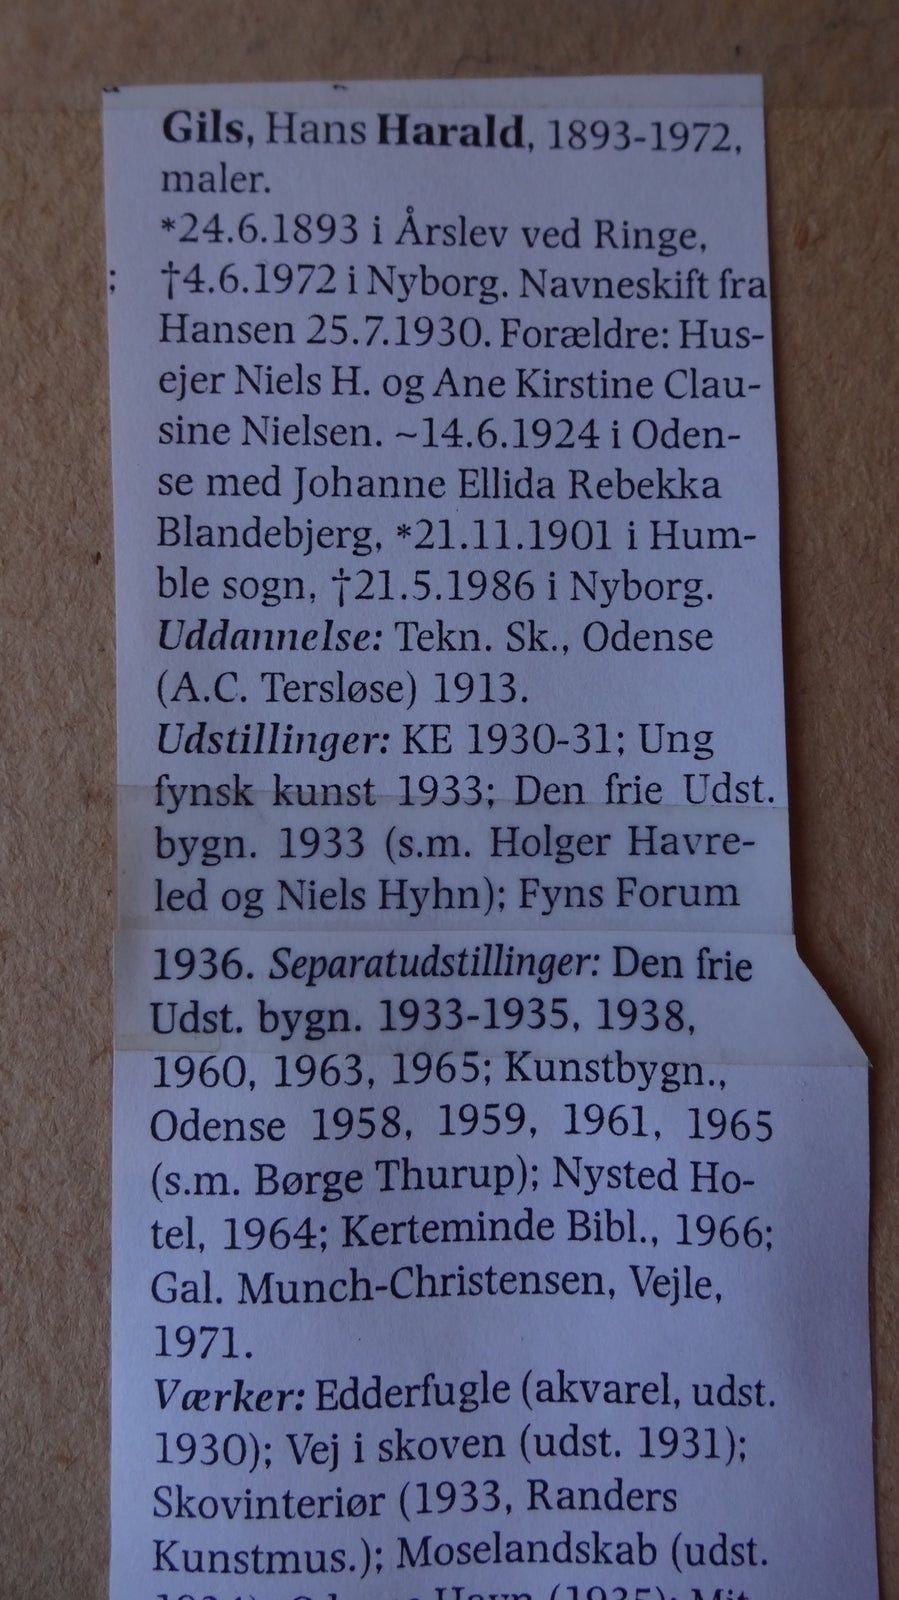 Gils, Hans Harald, 1893-1972,
maler.
*24.6.1893 i Årslev ved Ringe,
; †4.6.1972 i Nyborg. Navneskift fra
Hansen 25.7.1930. Forældre: Hus-
ejer Niels H. og Ane Kirstine Clau-
sine Nielsen. ~14.6.1924 i Oden-
se med Johanne Ellida Rebekka
Blandebjerg, *21.11.1901 i Hum-
ble sogn, †21.5.1986 i Nyborg.
Uddannelse: Tekn. Sk., Odense
(A.C. Tersløse) 1913.
Udstillinger: KE 1930-31; Ung
fynsk kunst 1933; Den frie Udst.
bygn. 1933 (s.m. Holger Havre-
led og Niels Hyhn); Fyns Forum
1936. Separatudstillinger: Den frie
Udst. bygn. 1933-1935, 1938,
1960, 1963, 1965; Kunstbygn.,
Odense 1958, 1959, 1961, 1965
(s.m. Børge Thurup); Nysted Ho-
tel, 1964; Kerteminde Bibl., 1966;
Gal. Munch-Christensen, Vejle,
1971.
Værker: Edderfugle (akvarel, udst.
1930); Vej i skoven (udst. 1931);
Skovinteriør (1933, Randers
Kunstmus.); Moselandskab (udst.
Havn (1935); Mit